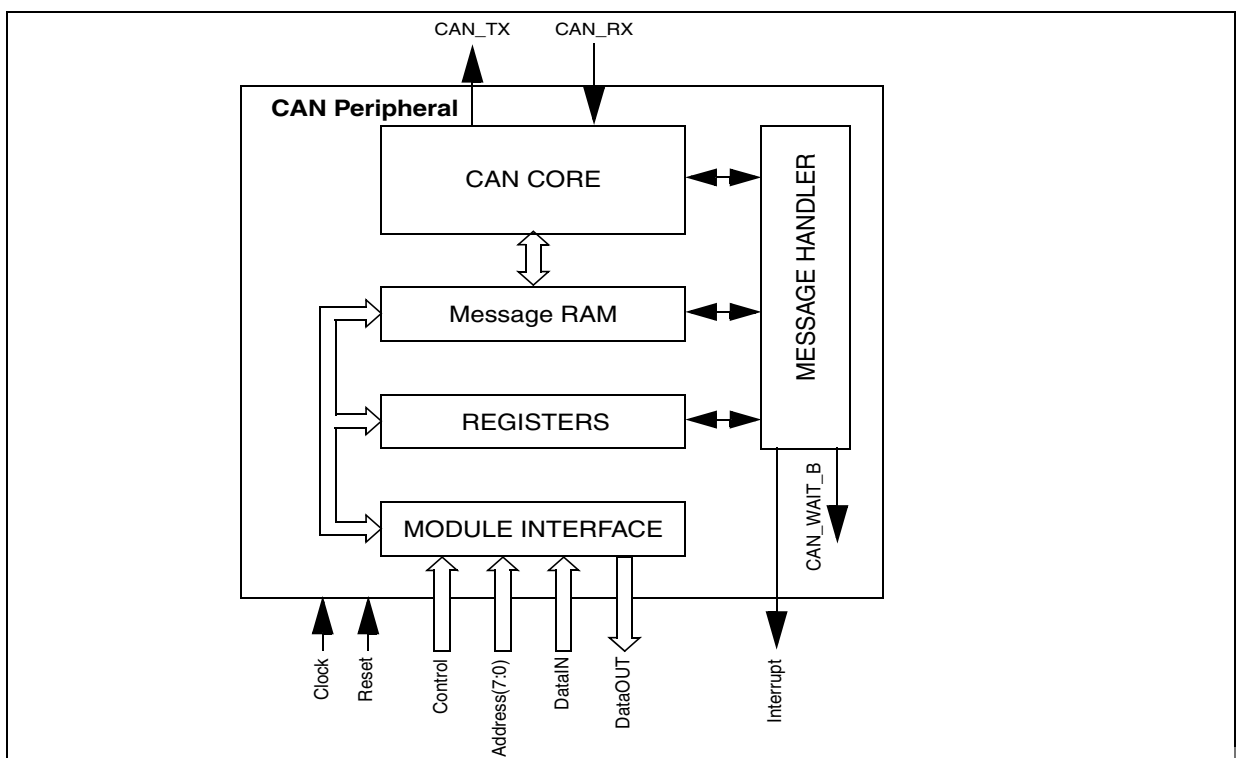 CAN_TX
CAN_RX
CAN Peripheral
CAN CORE
MESSAGE HANDLER
Message RAM
REGISTERS
MODULE INTERFACE
CAN_WAIT_B
Clock
Reset
Control
Address(7:0)
DataIN
DataOUT
Interrupt